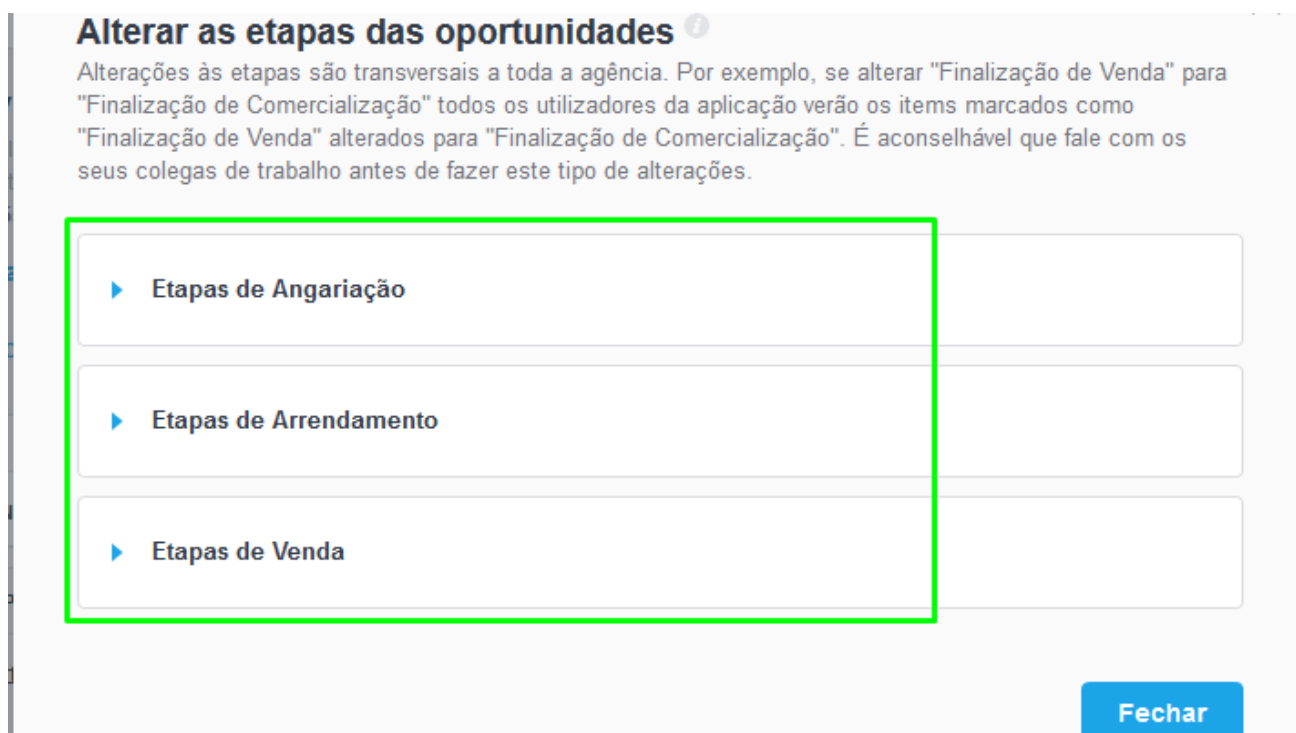 Alterar as etapas das oportunidades
Alterações às etapas são transversais a toda a agência. Por exemplo, se alterar "Finalização de Venda" para
"Finalização de Comercialização" todos os utilizadores da aplicação verão os items marcados como
"Finalização de Venda" alterados para "Finalização de Comercialização". É aconselhável que fale com os
seus colegas de trabalho antes de fazer este tipo de alterações.
Etapas de Angariação
Etapas de Arrendamento
Etapas de Venda
Fechar